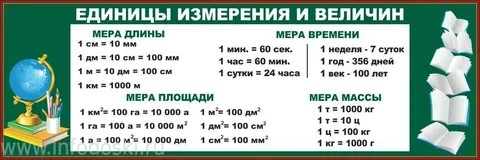 ЕДИНИЦЫ ИЗМЕРЕНИЯ И ВЕЛИЧИН
МЕРА ДЛИНЫ
1 см = 10 мм
1 дм = 10 см = 100 мм
1 м = 10 дм = 100 см
1 км = 1000 м
МЕРА ВРЕМЕНИ
1 мин. = 60 сек.
1 час = 60 мин.
1 сутки = 24 часа
1 неделя - 7 суток
1 год - 356 дней
1 век - 100 лет
МЕРА ПЛОЩАДИ
1 км² = 100 га = 10 000 а
1 га = 100 а = 10 000 м²
1 а = 100 м² = 10 000 дм²
1 м² = 100 дм²
1 дм² = 100 см²
1 см² = 100 мм²
МЕРА МАССЫ
1 т = 1000 кг
1 т = 10 ц
1 ц = 100 кг
1 кг = 1000 г
www.infodoski.ru